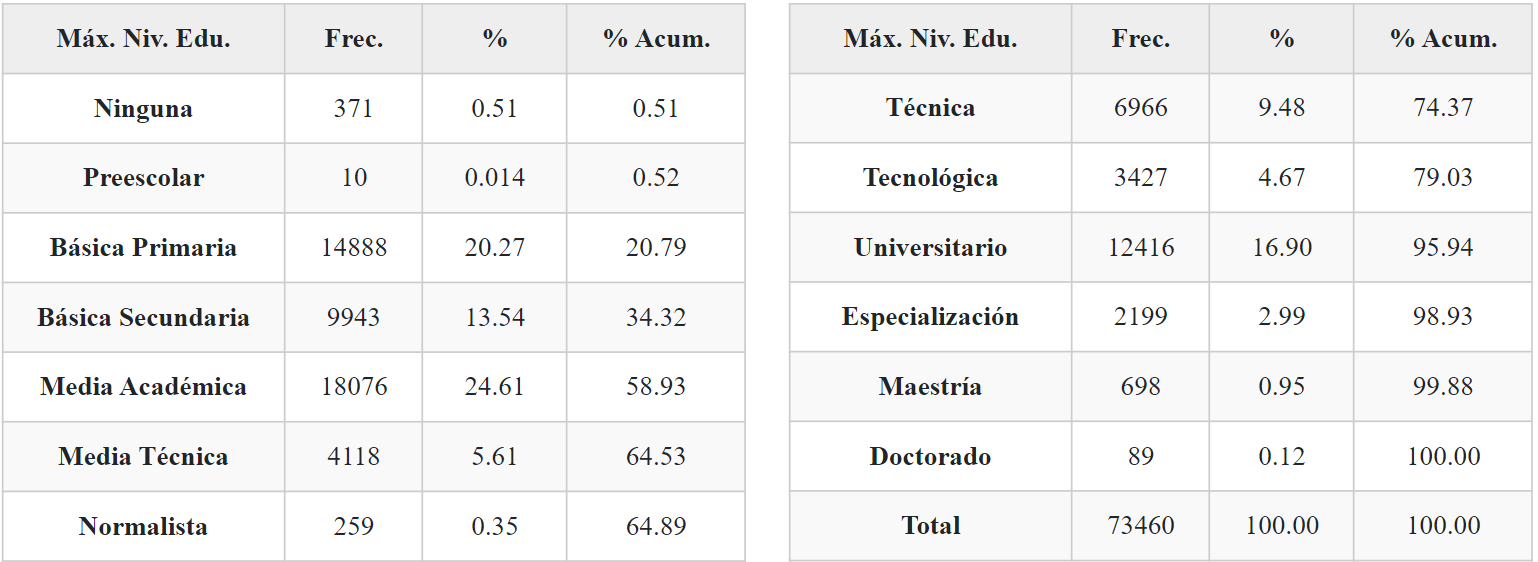 Máx. Niv. Edu. Frec. % % Acum.
Ninguna 371 0.51 0.51
Preescolar 10 0.014 0.52
Básica Primaria 14888 20.27 20.79
Básica Secundaria 9943 13.54 34.32
Media Académica 18076 24.61 58.93
Media Técnica 4118 5.61 64.53
Normalista 259 0.35 64.89
Máx. Niv. Edu. Frec. % % Acum.
Técnica 6966 9.48 74.37
Tecnológica 3427 4.67 79.03
Universitario 12416 16.90 95.94
Especialización 2199 2.99 98.93
Maestría 698 0.95 99.88
Doctorado 89 0.12 100.00
Total 73460 100.00 100.00